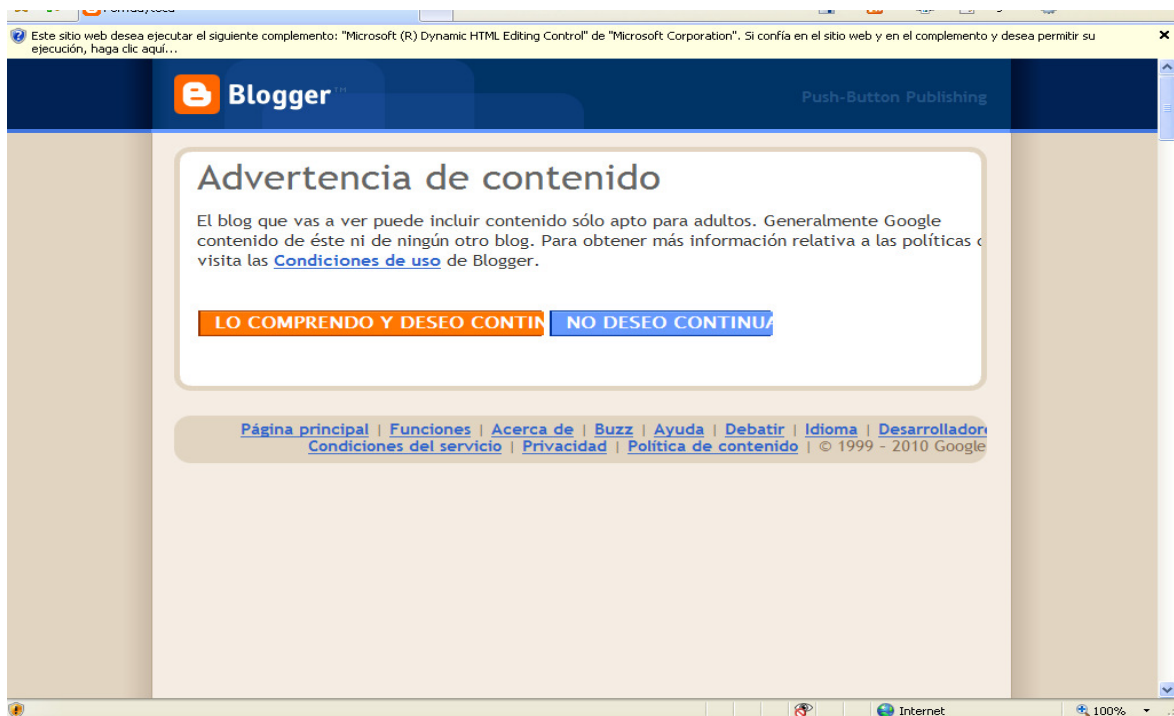 Este sitio web desea ejecutar el siguiente complemento: "Microsoft (R) Dynamic HTML Editing Control" de "Microsoft Corporation". Si confía en el sitio web y en el complemento y desea permitir su
ejecución, haga clic aquí...
Blogger™
Push-Button Publishing
Advertencia de contenido
El blog que vas a ver puede incluir contenido sólo apto para adultos. Generalmente Google
contenido de éste ni de ningún otro blog. Para obtener más información relativa a las políticas
visita las Condiciones de uso de Blogger.
LO COMPRENDO Y DESEO CONTIN NO DESEO CONTINUA
Página principal | Funciones | Acerca de | Buzz | Ayuda | Debatir | Idioma | Desarrolladore
Condiciones del servicio | Privacidad | Política de contenido | © 1999 - 2010 Google
Internet 100%